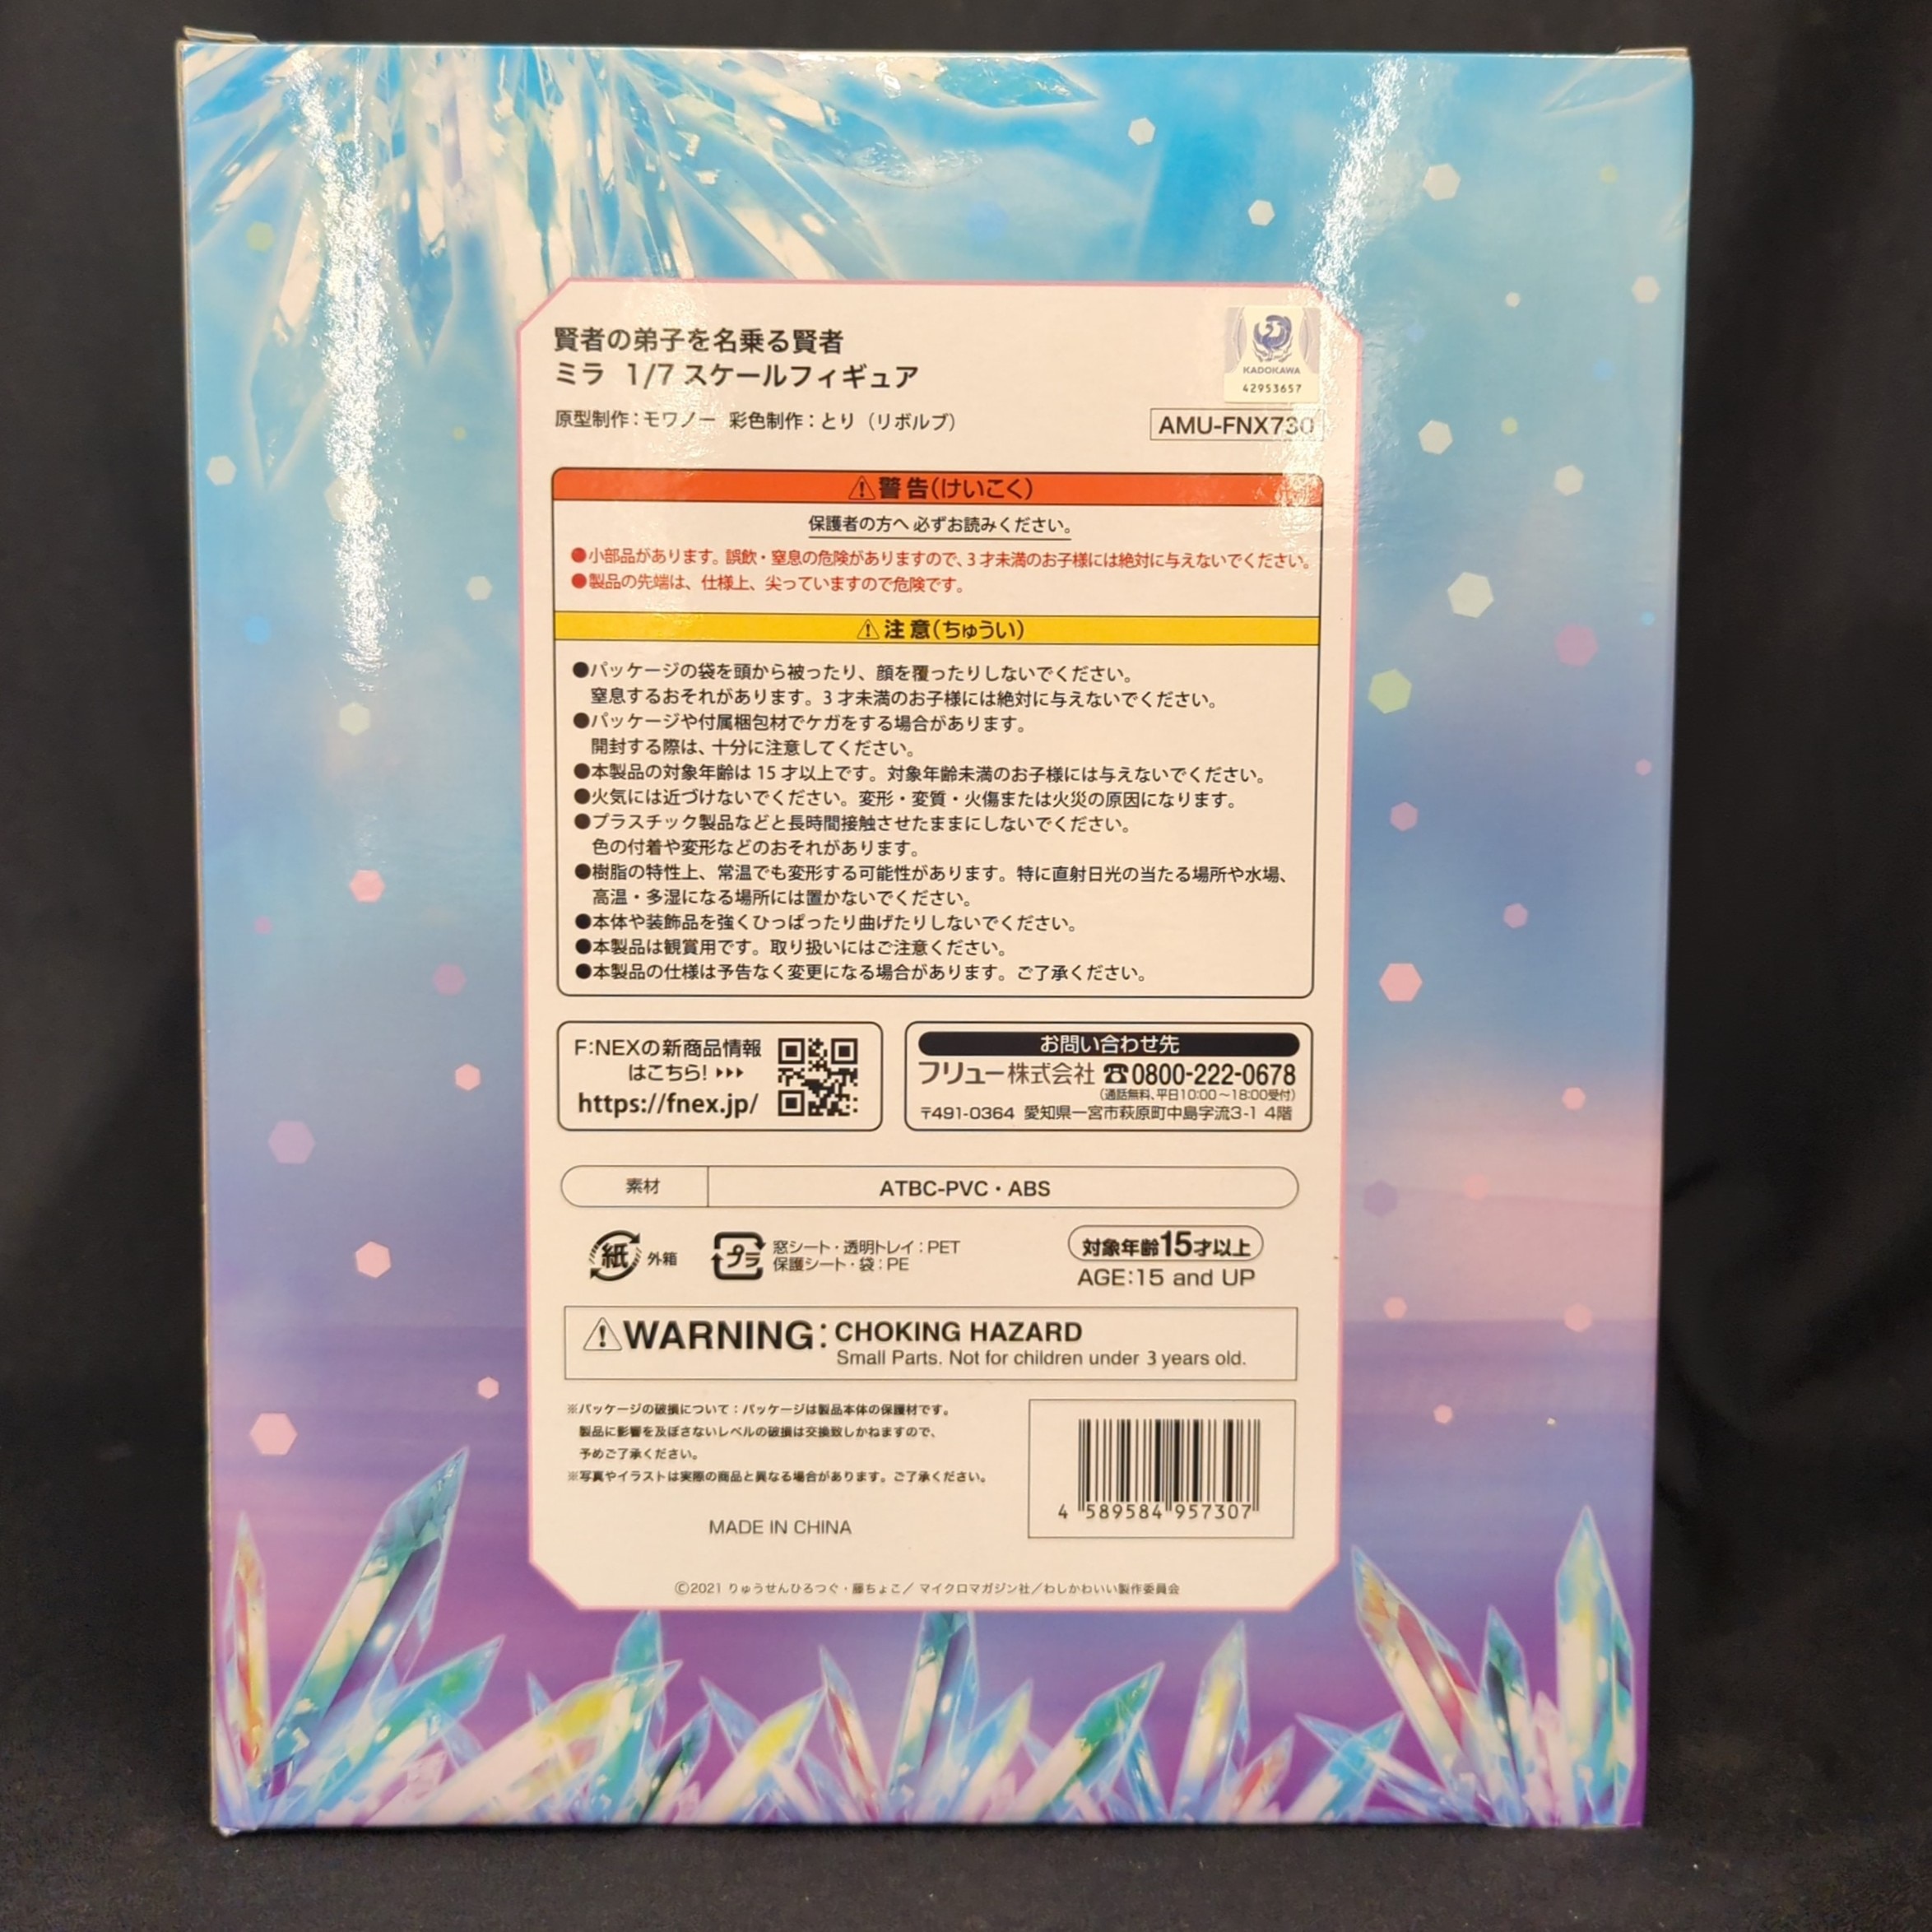 賢者の弟子を名乗る賢者
ミラ 1/7 スケールフィギュア
原型制作：モワノー 彩色制作：とり（リボルブ）
KADOKAWA
42953657
AMU-FNX730
⚠警告(けいこく)
保護者の方へ 必ずお読みください。
●小部品があります。誤飲・窒息の危険がありますので、3才未満のお子様には絶対に与えないでください。
●製品の先端は、仕様上、尖っていますので危険です。
⚠注意(ちゅうい)
●パッケージの袋を頭から被ったり、顔を覆ったりしないでください。
窒息するおそれがあります。3才未満のお子様には絶対に与えないでください。
●パッケージや付属梱包材でケガをする場合があります。
開封する際は、十分に注意してください。
●本製品の対象年齢は15才以上です。対象年齢未満のお子様には与えないでください。
●火気には近づけないでください。変形・変質・火傷または火災の原因になります。
●プラスチック製品などと長時間接触させたままにしないでください。
色の付着や変形などのおそれがあります。
●樹脂の特性上、常温でも変形する可能性があります。特に直射日光の当たる場所や水場、
高温・多湿になる場所には置かないでください。
●本体や装飾品を強くひっぱったり曲げたりしないでください。
●本製品は観賞用です。取り扱いにはご注意ください。
●本製品の仕様は予告なく変更になる場合があります。ご了承ください。
F:NEXの新商品情報
はこちら!▶▶▶
https://fnex.jp/
お問い合わせ先
フリュー株式会社 ☎0800-222-0678
(通話無料、平日10:00～18:00受付)
〒491-0364 愛知県一宮市萩原町中島字流3-1 4階
素材 ATBC-PVC・ABS
紙 外箱
プラ 窓シート・透明トレイ：PET
保護シート・袋：PE
対象年齢15才以上
AGE:15 and UP
⚠WARNING: CHOKING HAZARD
Small Parts. Not for children under 3 years old.
※パッケージの破損について：パッケージは製品本体の保護材です。
製品に影響を及ぼさないレベルの破損は交換致しかねますので、
予めご了承ください。
※写真やイラストは実際の商品と異なる場合があります。ご了承ください。
4 589584 957307
MADE IN CHINA
©2021 りゅうせんひろつぐ・藤ちょこ／マイクロマガジン社／わしかわいい製作委員会